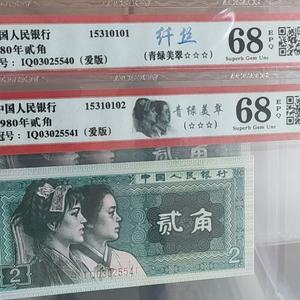 国人民银行 15310101 纤丝 68 EPQ
980年贰角 (青绿美翠☆☆☆) Superb Gem Unc
号: IQ03025540 (爱版)
中国人民银行 15310102 青绿美翠 68 EPQ
1980年贰角 (☆☆☆) Superb Gem Unc
冠号: IQ03025541 (爱版)
中国人民银行
贰角
IQ03025541
2 2